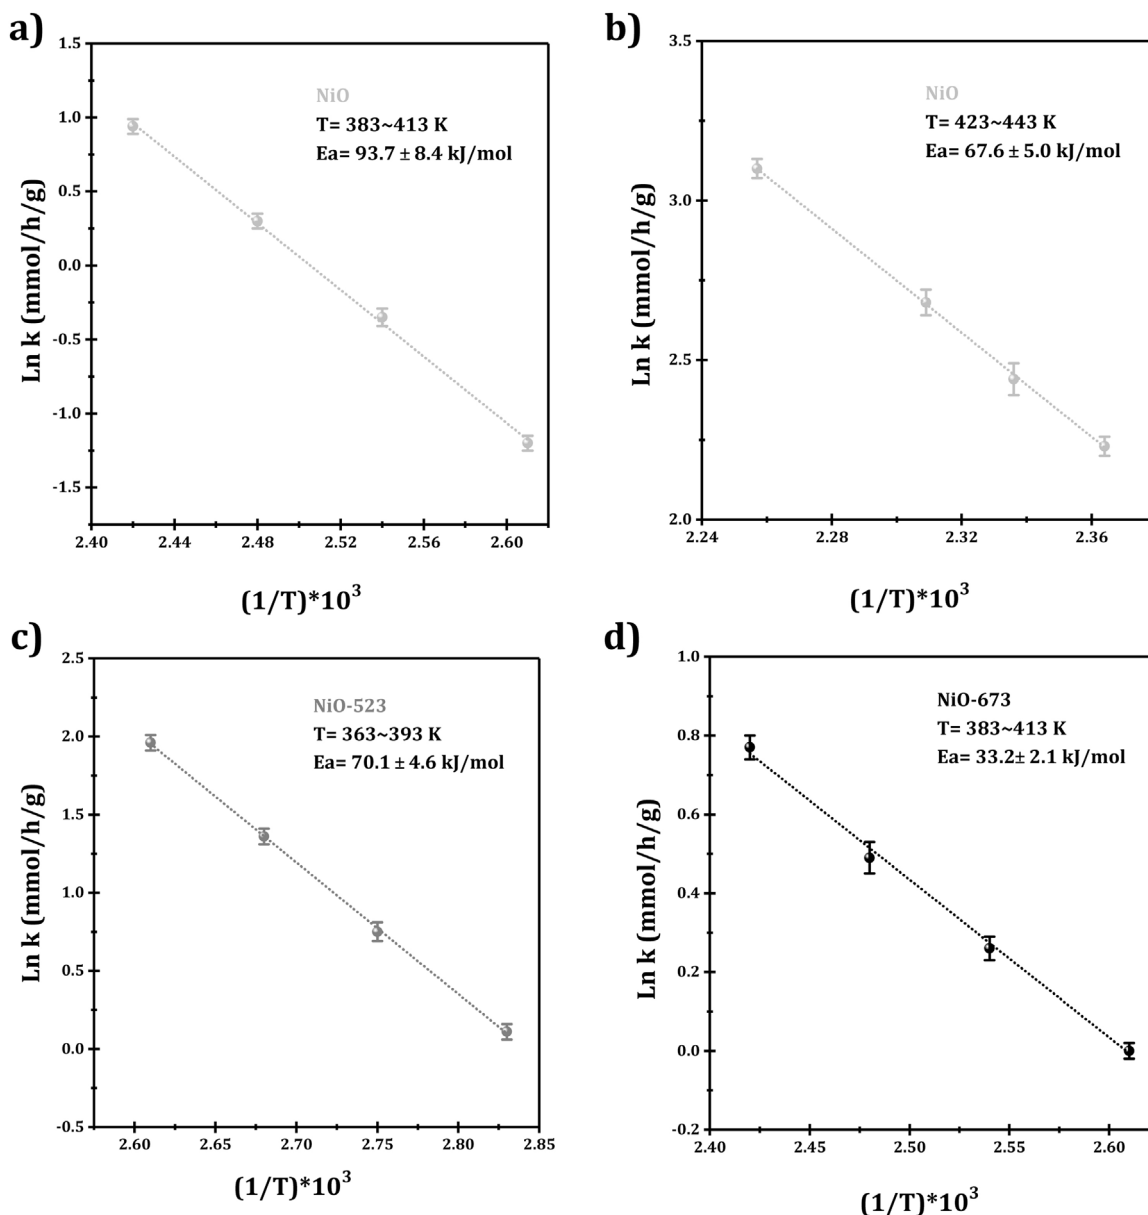 a)
1.5
1.0
0.5
0.0
-0.5
-1.0
-1.5
Ln k (mmol/h/g)
NiO
T= 383~413 K
Ea= 93.7 ± 8.4 kJ/mol
2.40 2.44 2.48 2.52 2.56 2.60
(1/T)*10³
b)
3.5
3.0
2.5
2.0
Ln k (mmol/h/g)
NiO
T= 423~443 K
Ea= 67.6 ± 5.0 kJ/mol
2.24 2.28 2.32 2.36
(1/T)*10³
c)
2.5
2.0
1.5
1.0
0.5
0.0
-0.5
Ln k (mmol/h/g)
NiO-523
T= 363~393 K
Ea= 70.1 ± 4.6 kJ/mol
2.60 2.65 2.70 2.75 2.80 2.85
(1/T)*10³
d)
1.0
0.8
0.6
0.4
0.2
0.0
-0.2
Ln k (mmol/h/g)
NiO-673
T= 383~413 K
Ea= 33.2± 2.1 kJ/mol
2.40 2.45 2.50 2.55 2.60
(1/T)*10³